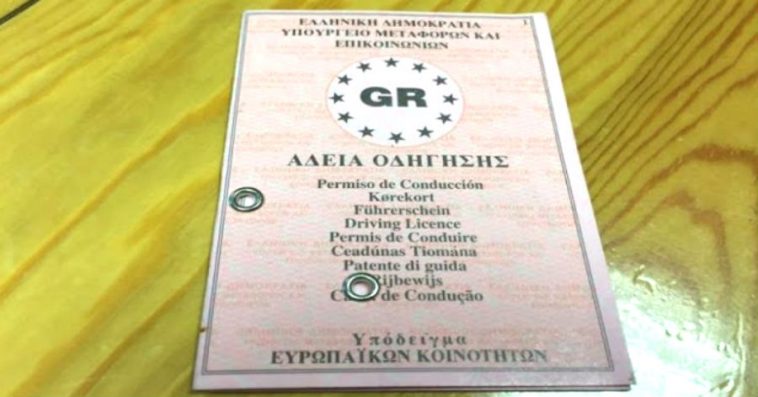 ΕΛΛΗΝΙΚΗ ΔΗΜΟΚΡΑΤΙΑ
1
ΥΠΟΥΡΓΕΙΟ ΜΕΤΑΦΟΡΩΝ ΚΑΙ
ΕΠΙΚΟΙΝΩΝΙΩΝ
GR
ΑΔΕΙΑ ΟΔΗΓΗΣΗΣ
Permiso de Conducción
Kørekort
Führerschein
Driving Licence
Permis de Conduire
Ceadúnas Tiomána
Patente di guida
Rijbewijs
de Condução
Υπόδειγμα
ΕΥΡΩΠΑΪΚΩΝ ΚΟΙΝΟΤΗΤΩΝ